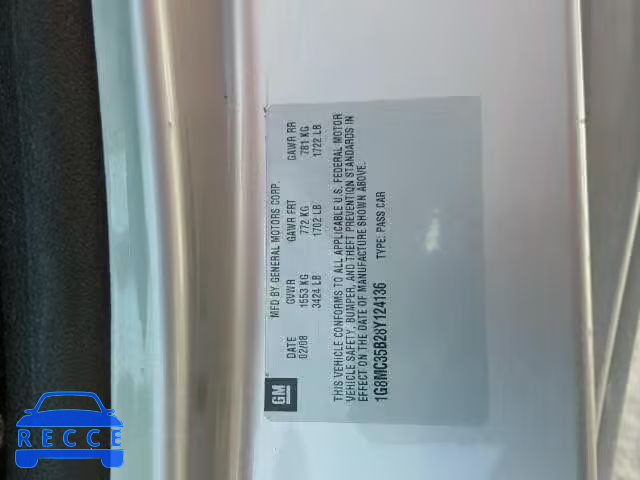 MFD BY GENERAL MOTORS CORP.
DATE GVWR GAWR FRT GAWR RR
02/08 1553 KG 772 KG 781 KG
3424 LB 1702 LB 1722 LB
THIS VEHICLE CONFORMS TO ALL APPLICABLE U.S. FEDERAL MOTOR
VEHICLE SAFETY, BUMPER, AND THEFT PREVENTION STANDARDS IN
EFFECT ON THE DATE OF MANUFACTURE SHOWN ABOVE.
1G8MC35B28Y124136 TYPE: PASS CAR
GM
RECCE